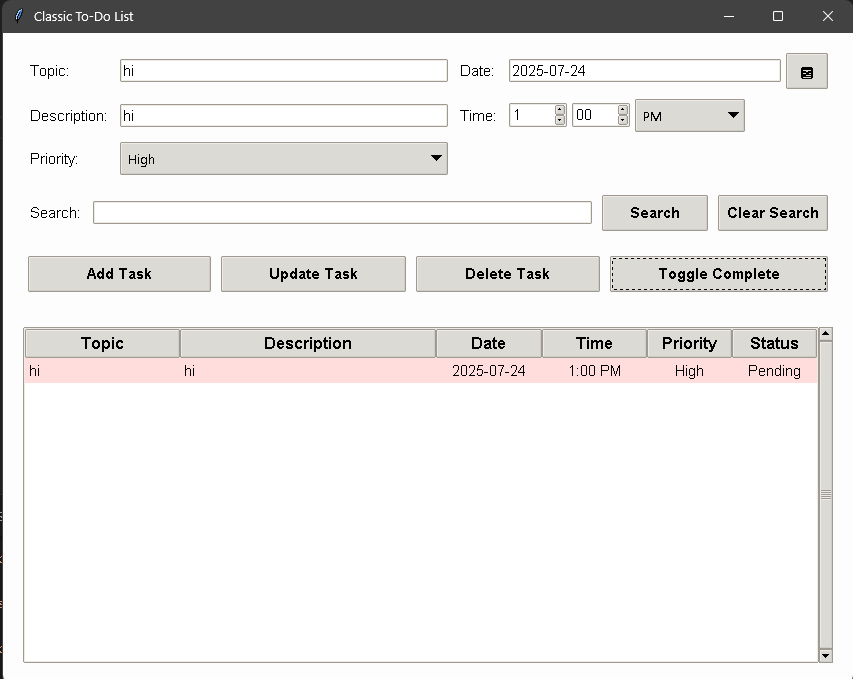 Classic To-Do List
Topic: hi Date: 2025-07-24
Description: hi Time: 1 00 PM
Priority: High
Search: Search Clear Search
Add Task Update Task Delete Task Toggle Complete
Topic Description Date Time Priority Status
hi hi 2025-07-24 1:00 PM High Pending